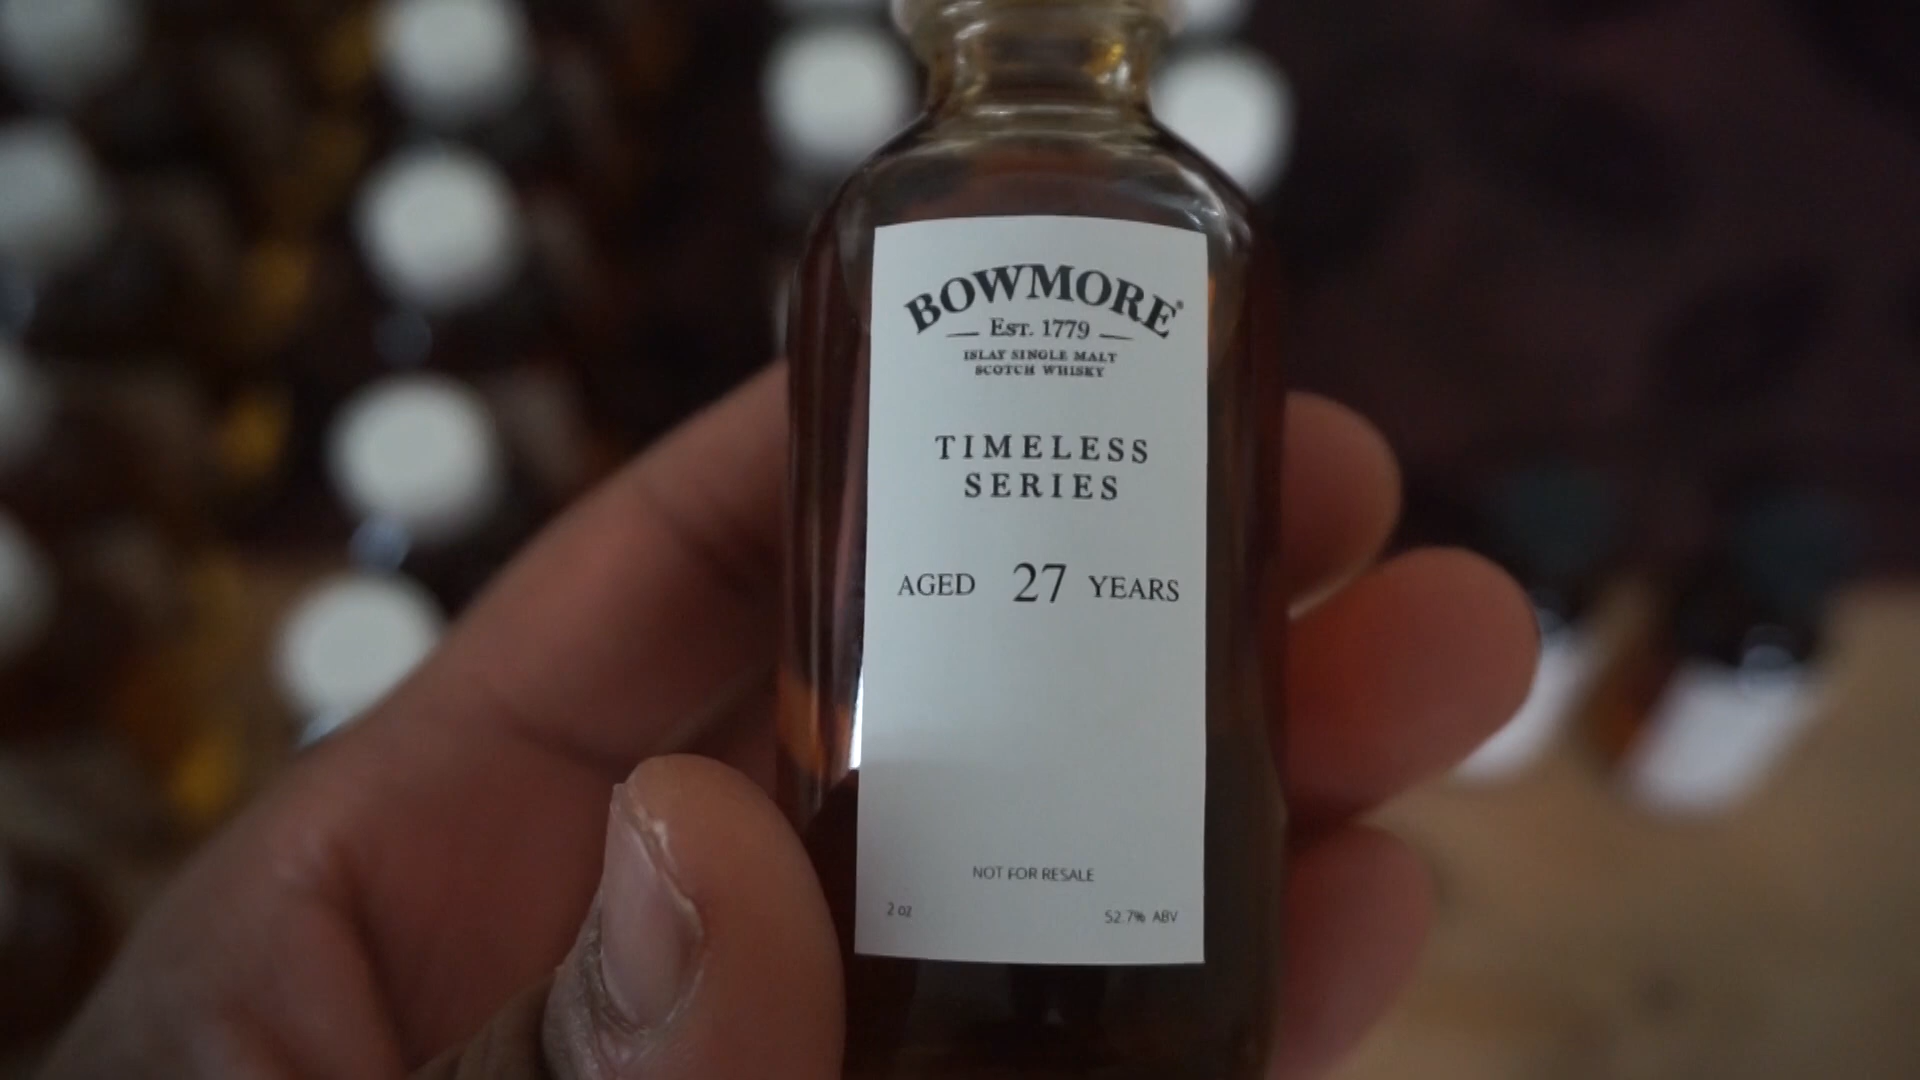 BOWMORE®
EST. 1779
ISLAY SINGLE MALT
SCOTCH WHISKY
TIMELESS
SERIES
AGED 27 YEARS
NOT FOR RESALE
2 oz 52.7% ABV